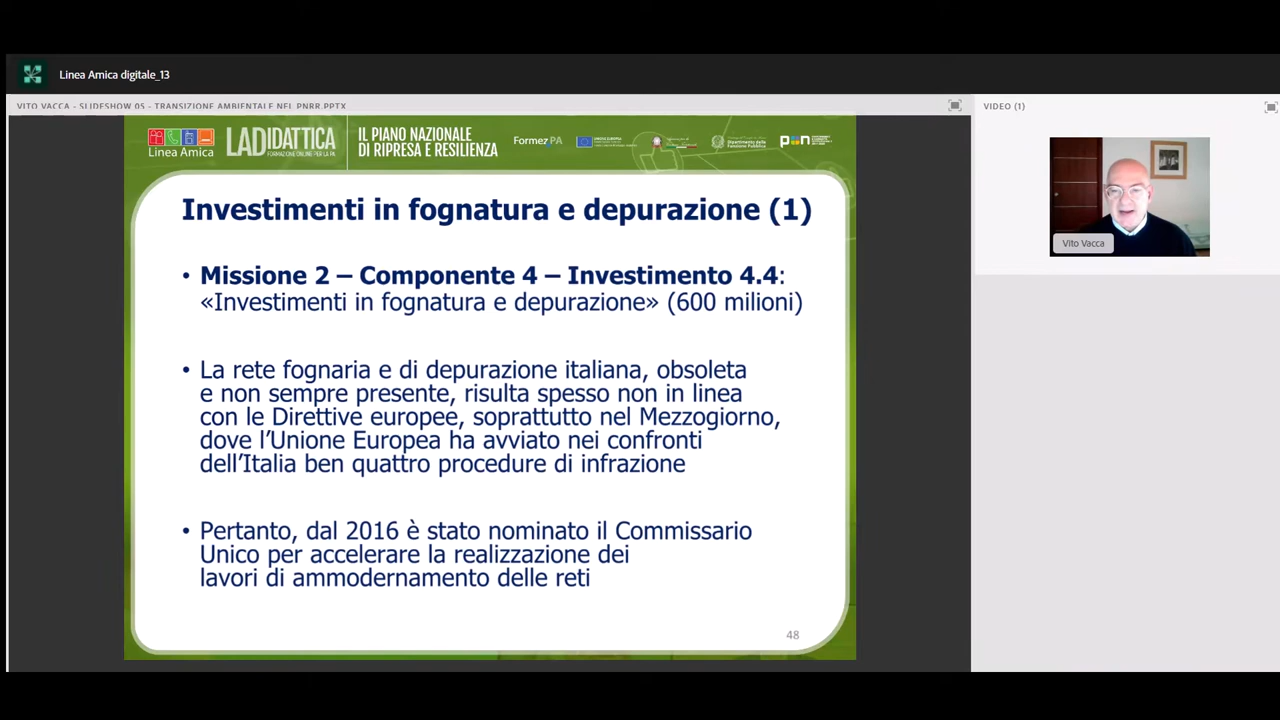 Linea Amica digitale_13
VITO VACCA - SLIDESHOW 05 - TRANSIZIONE AMBIENTALE NEL PNRR.PPTX
VIDEO (1)
Linea Amica
LADIDATTICA
FORMAZIONE ONLINE PER LA PA
IL PIANO NAZIONALE
DI RIPRESA E RESILIENZA
Formez PA
UNIONE EUROPEA
Dipartimento della
Funzione Pubblica
Investimenti in fognatura e depurazione (1)
• Missione 2 – Componente 4 – Investimento 4.4:
«Investimenti in fognatura e depurazione» (600 milioni)
• La rete fognaria e di depurazione italiana, obsoleta
e non sempre presente, risulta spesso non in linea
con le Direttive europee, soprattutto nel Mezzogiorno,
dove l’Unione Europea ha avviato nei confronti
dell’Italia ben quattro procedure di infrazione
• Pertanto, dal 2016 è stato nominato il Commissario
Unico per accelerare la realizzazione dei
lavori di ammodernamento delle reti
48
Vito Vacca